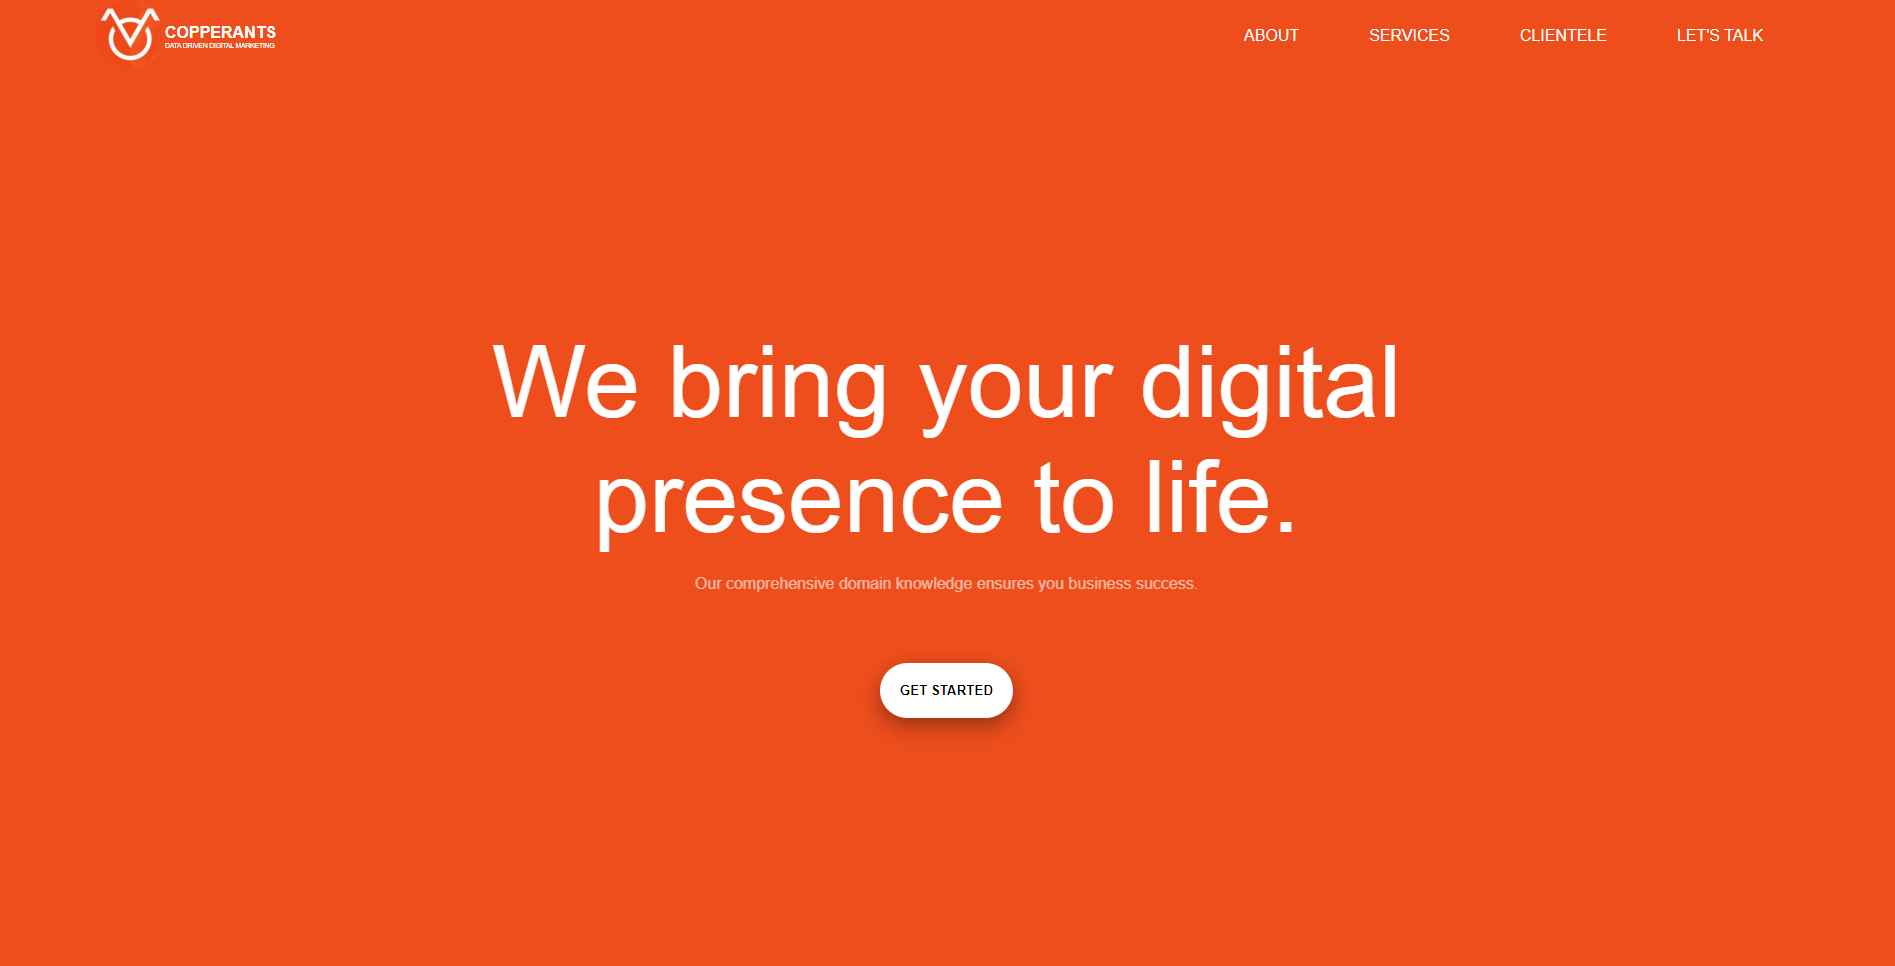 COPPERANTS
DATA DRIVEN DIGITAL MARKETING
ABOUT
SERVICES
CLIENTELE
LET'S TALK
We bring your digital
presence to life.
Our comprehensive domain knowledge ensures you business success.
GET STARTED